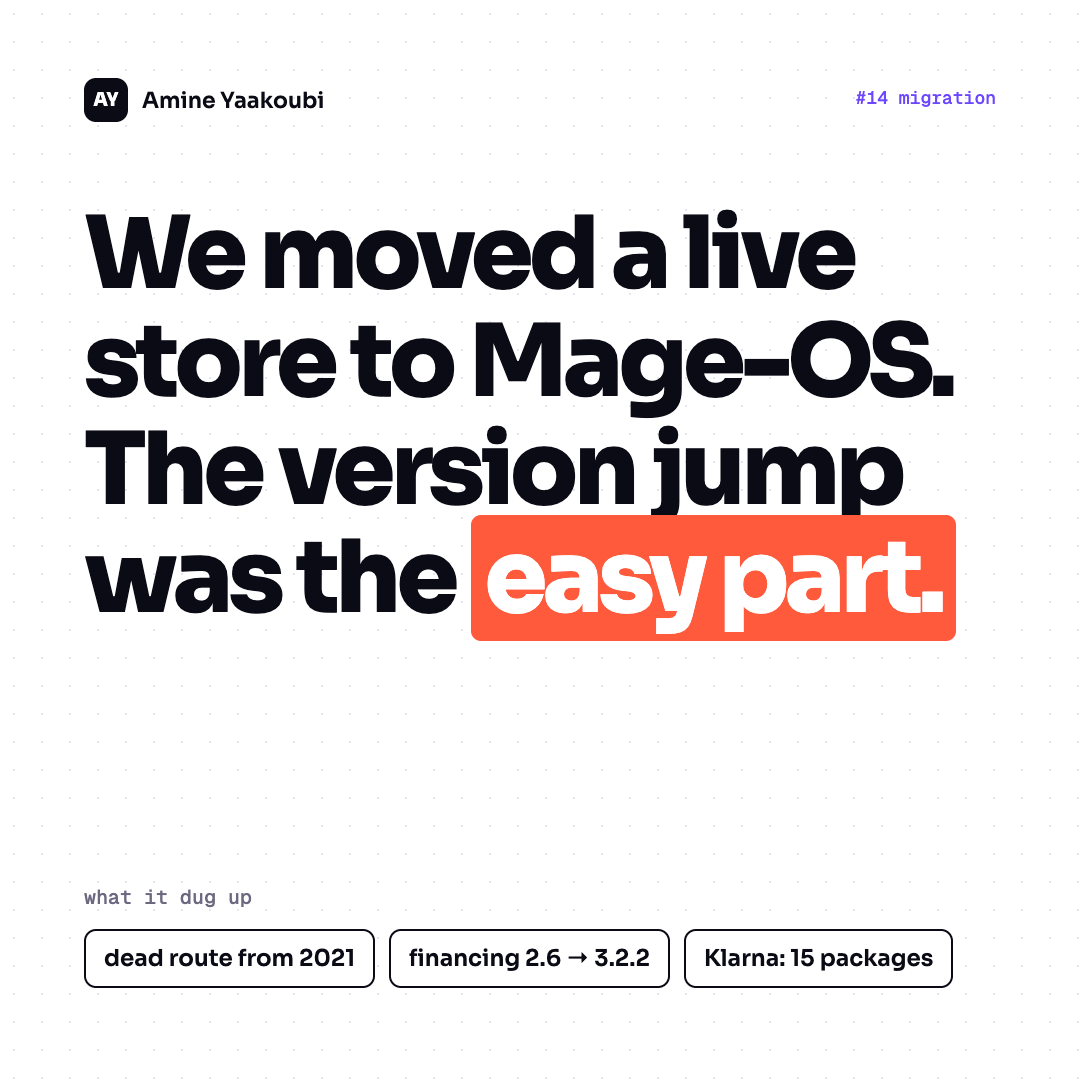 AY Amine Yaakoubi
#14 migration
We moved a live
store to Mage-OS.
The version jump
was the easy part.
what it dug up
dead route from 2021
financing 2.6 → 3.2.2
Klarna: 15 packages